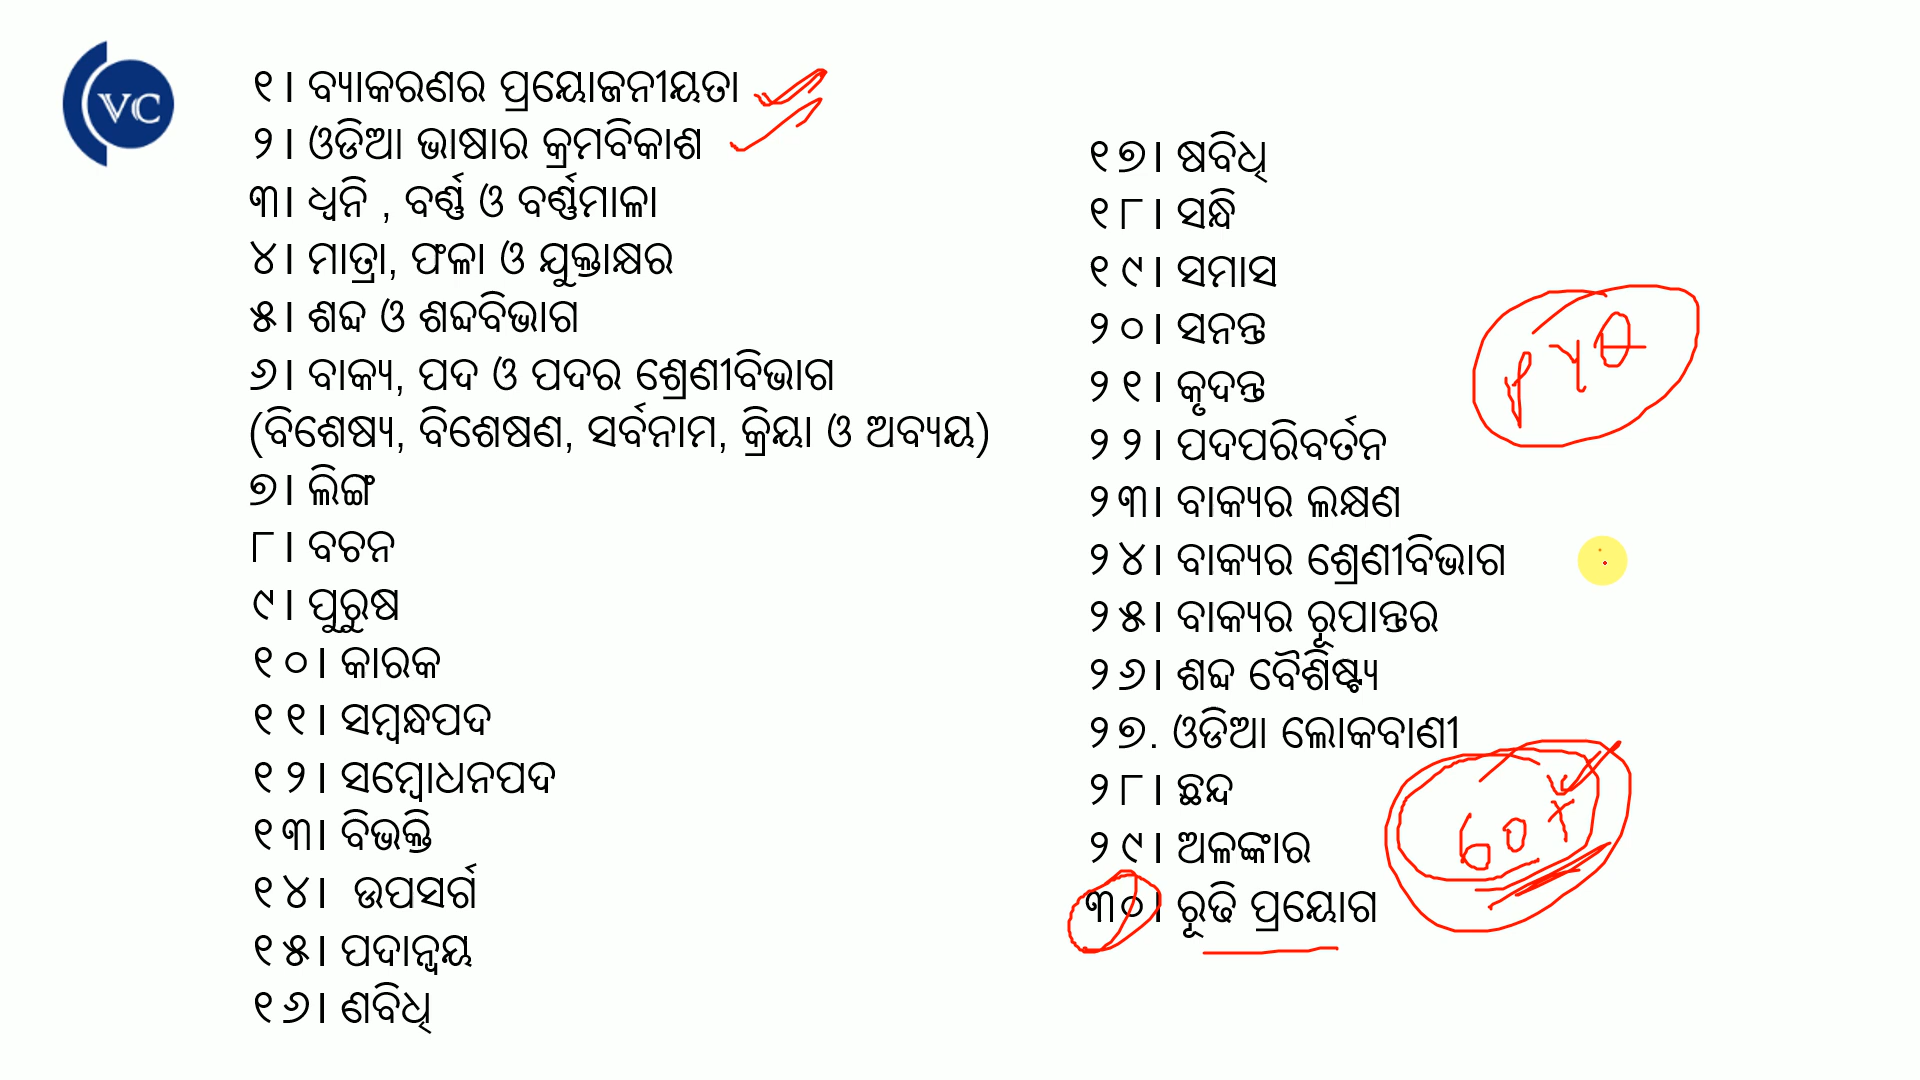 VC
୧। ବ୍ୟାକରଣର ପ୍ରୟୋଜନୀୟତା
୨। ଓଡିଆ ଭାଷାର କ୍ରମବିକାଶ
୩। ଧ୍ୱନି , ବର୍ଣ୍ଣ ଓ ବର୍ଣ୍ଣମାଳା
୪। ମାତ୍ରା, ଫଳା ଓ ଯୁକ୍ତାକ୍ଷର
୫। ଶବ୍ଦ ଓ ଶବ୍ଦବିଭାଗ
୬। ବାକ୍ୟ, ପଦ ଓ ପଦର ଶ୍ରେଣୀବିଭାଗ
(ବିଶେଷ୍ୟ, ବିଶେଷଣ, ସର୍ବନାମ, କ୍ରିୟା ଓ ଅବ୍ୟୟ)
୭। ଲିଙ୍ଗ
୮। ବଚନ
୯। ପୁରୁଷ
୧୦। କାରକ
୧୧। ସମ୍ବନ୍ଧପଦ
୧୨। ସମ୍ବୋଧନପଦ
୧୩। ବିଭକ୍ତି
୧୪। ଉପସର୍ଗ
୧୫। ପଦାନ୍ୱୟ
୧୬। ଣବିଧି
୧୭। ଷବିଧି
୧୮। ସନ୍ଧି
୧୯। ସମାସ
୨୦। ସନନ୍ତ
୨୧। କୃଦନ୍ତ
୨୨। ପଦପରିବର୍ତନ
୨୩। ବାକ୍ୟର ଲକ୍ଷଣ
୨୪। ବାକ୍ୟର ଶ୍ରେଣୀବିଭାଗ
୨୫। ବାକ୍ୟର ରୂପାନ୍ତର
୨୬। ଶବ୍ଦ ବୈଶିଷ୍ଟ୍ୟ
୨୭. ଓଡିଆ ଲୋକବାଣୀ
୨୮। ଛନ୍ଦ
୨୯। ଅଳଙ୍କାର
୩୦। ରୂଢି ପ୍ରୟୋଗ
PYQ